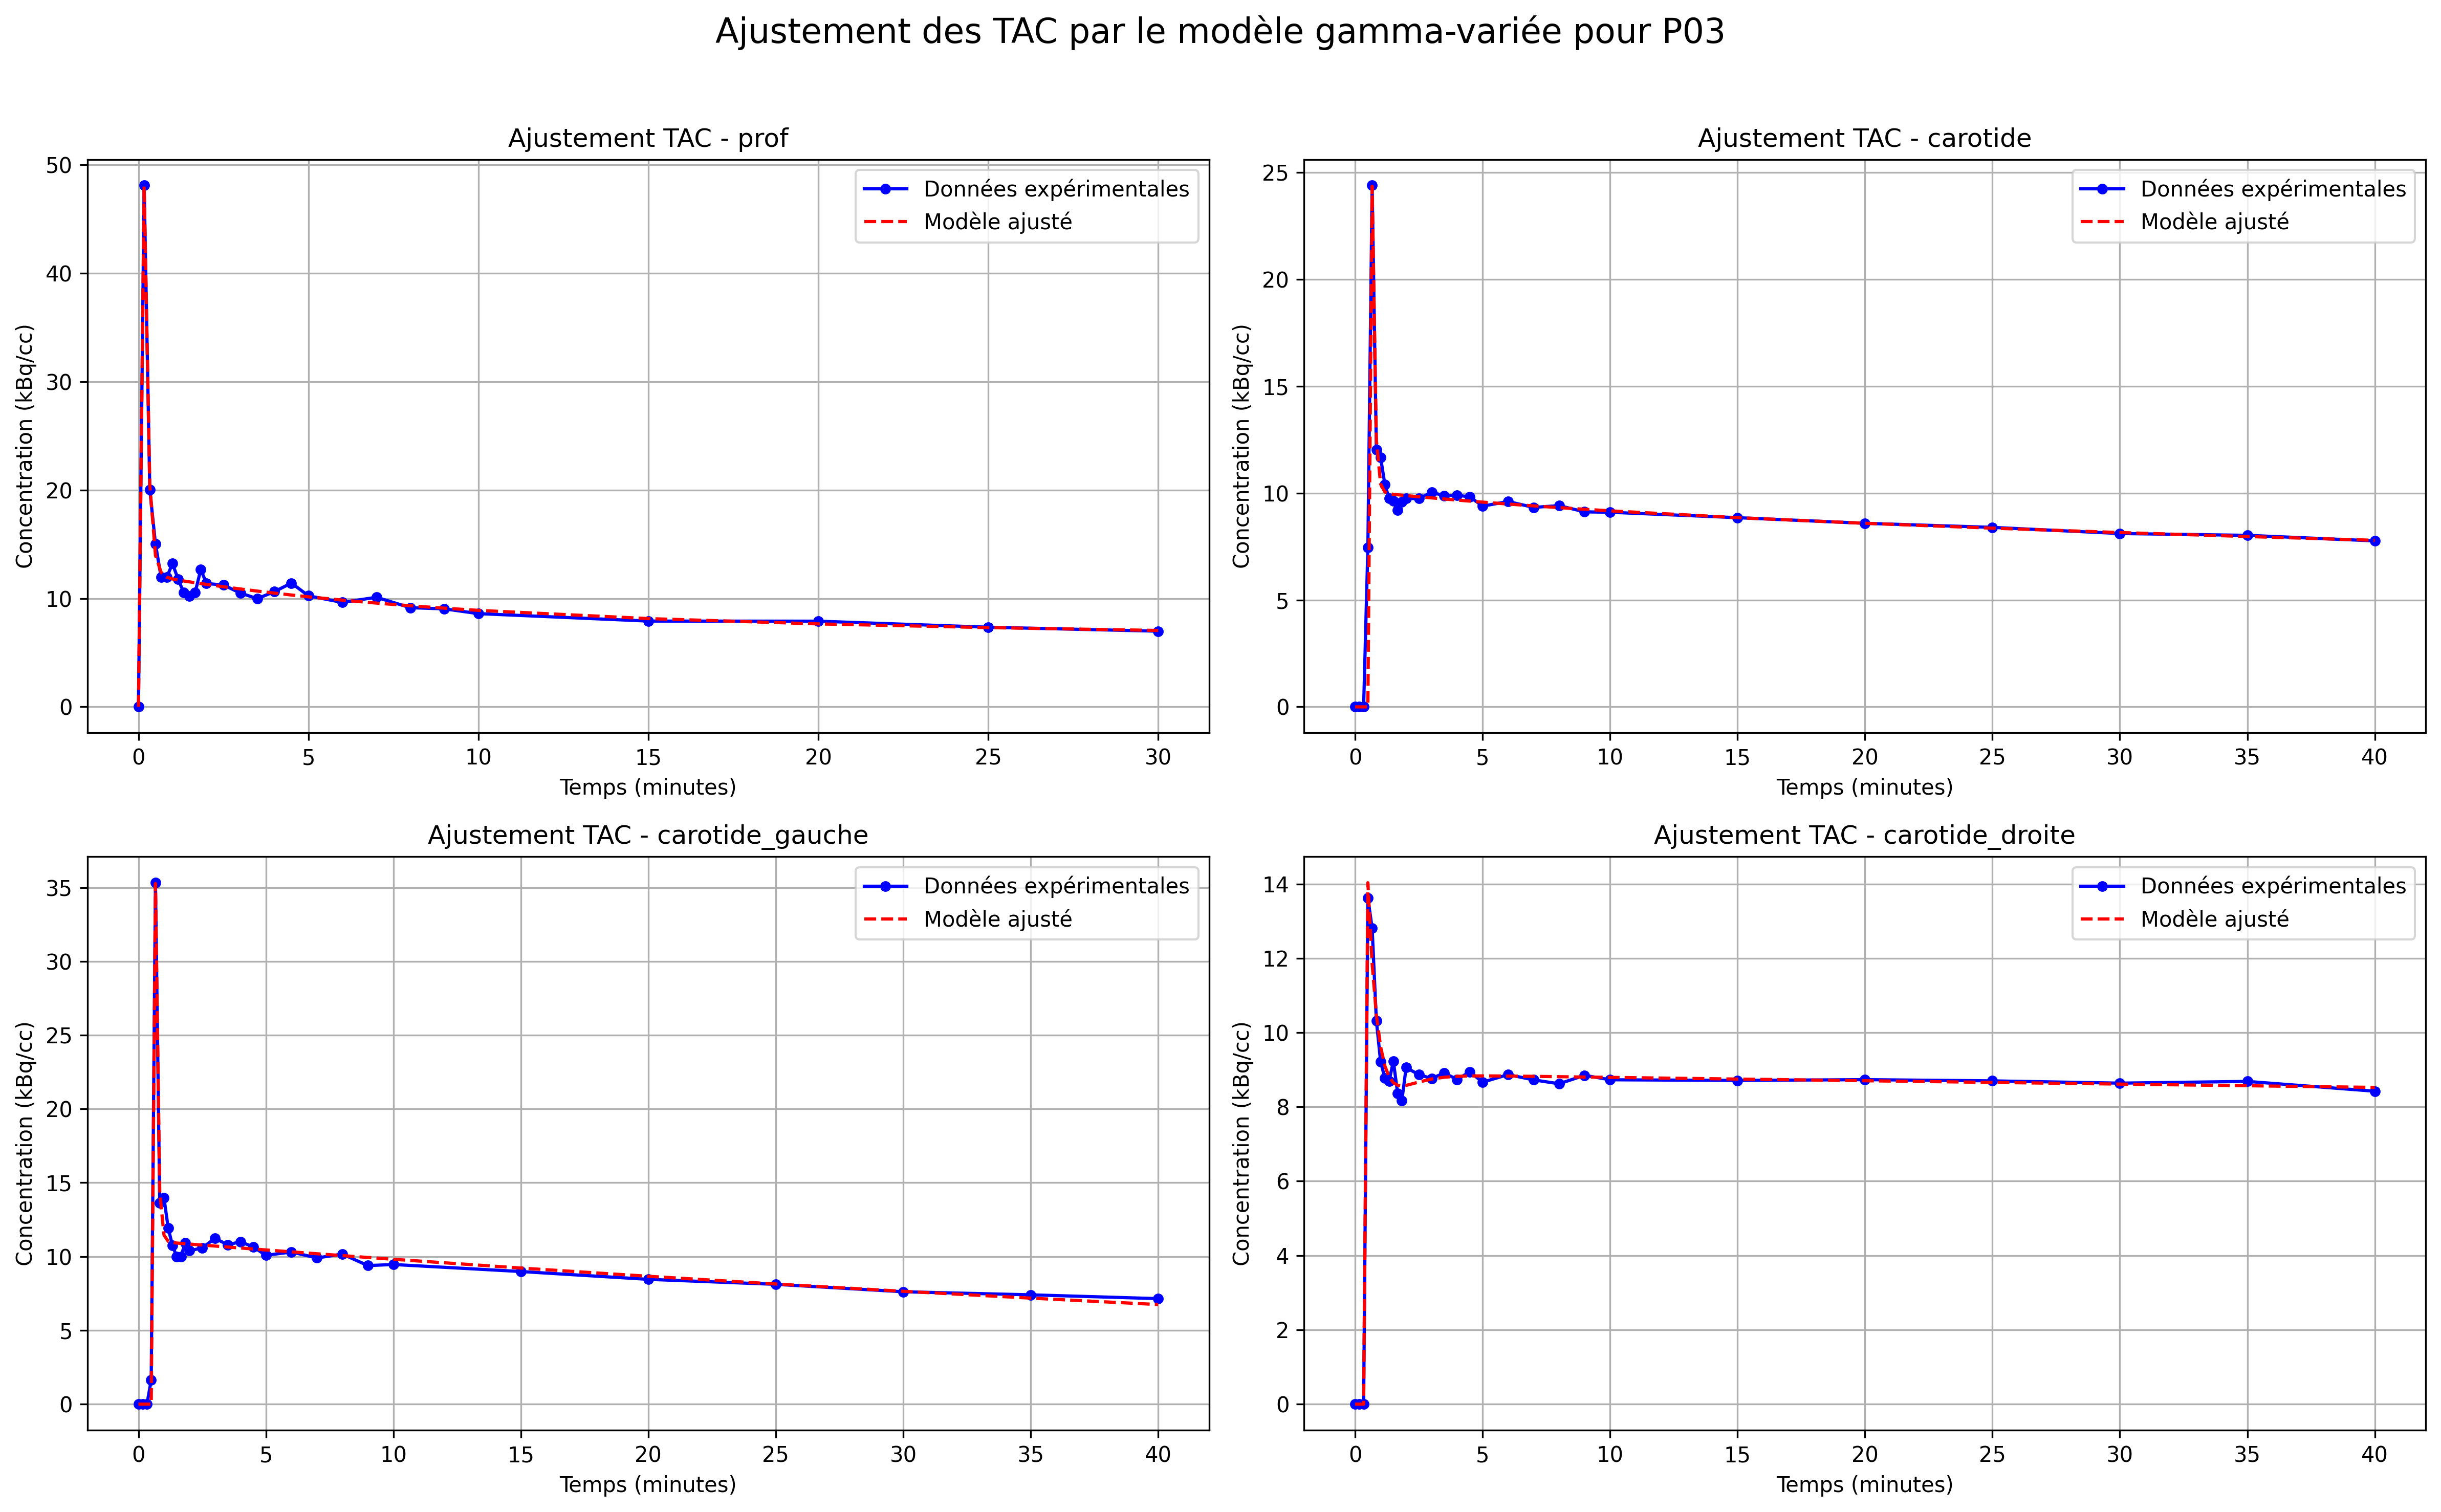 Ajustement des TAC par le modèle gamma-variée pour P03
Ajustement TAC - prof
50
40
30
20
10
0
Concentration (kBq/cc)
Données expérimentales
Modèle ajusté
0 5 10 15 20 25 30
Temps (minutes)
Ajustement TAC - carotide
25
20
15
10
5
0
Concentration (kBq/cc)
Données expérimentales
Modèle ajusté
0 5 10 15 20 25 30 35 40
Temps (minutes)
Ajustement TAC - carotide_gauche
35
30
25
20
15
10
5
0
Concentration (kBq/cc)
Données expérimentales
Modèle ajusté
0 5 10 15 20 25 30 35 40
Temps (minutes)
Ajustement TAC - carotide_droite
14
12
10
8
6
4
2
0
Concentration (kBq/cc)
Données expérimentales
Modèle ajusté
0 5 10 15 20 25 30 35 40
Temps (minutes)